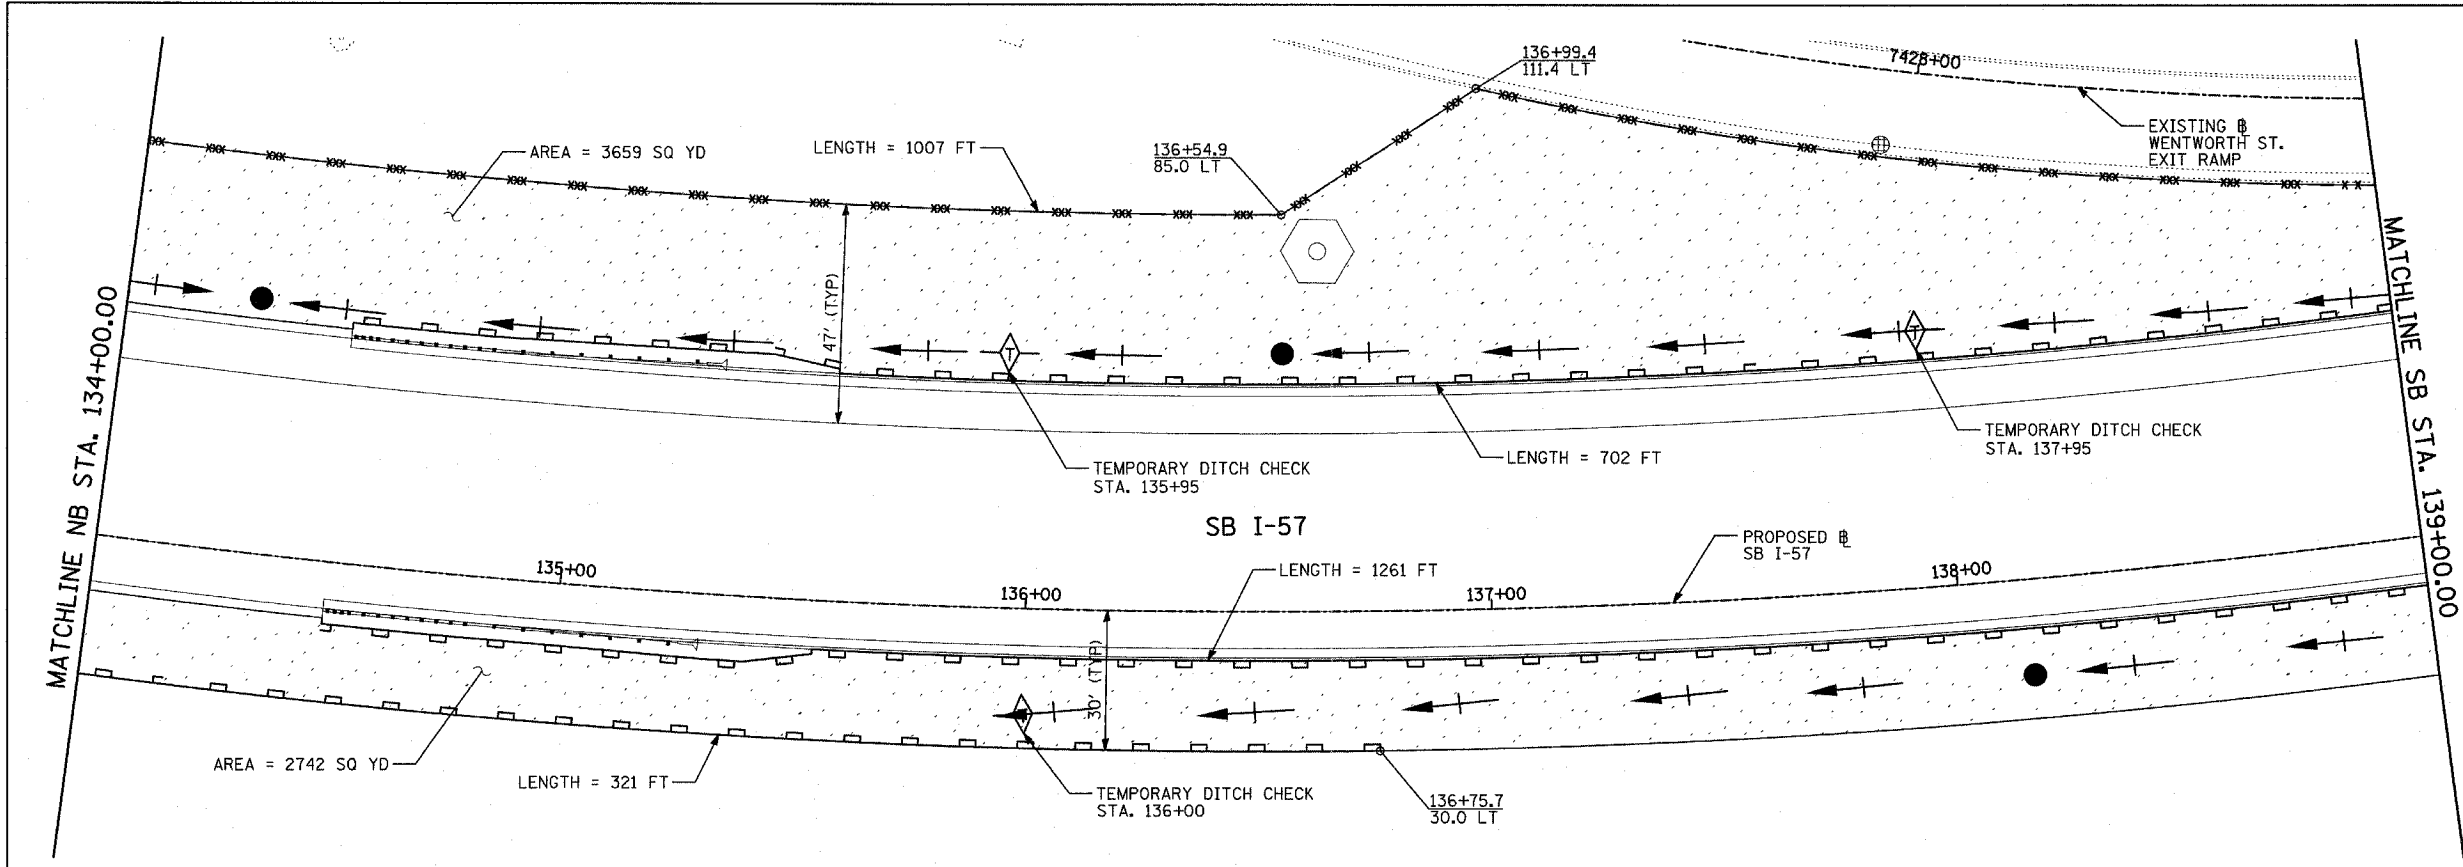 136+99.4
111.4 LT
7428+00
EXISTING ⅊
WENTWORTH ST.
EXIT RAMP
AREA = 3659 SQ YD
LENGTH = 1007 FT
136+54.9
85.0 LT
MATCHLINE NB STA. 134+00.00
47' (TYP)
T
T
MATCHLINE SB STA. 139+00.00
TEMPORARY DITCH CHECK
STA. 135+95
LENGTH = 702 FT
TEMPORARY DITCH CHECK
STA. 137+95
SB I-57
PROPOSED ⅊
SB I-57
135+00
136+00
137+00
138+00
LENGTH = 1261 FT
30' (TYP)
AREA = 2742 SQ YD
LENGTH = 321 FT
TEMPORARY DITCH CHECK
STA. 136+00
136+75.7
30.0 LT